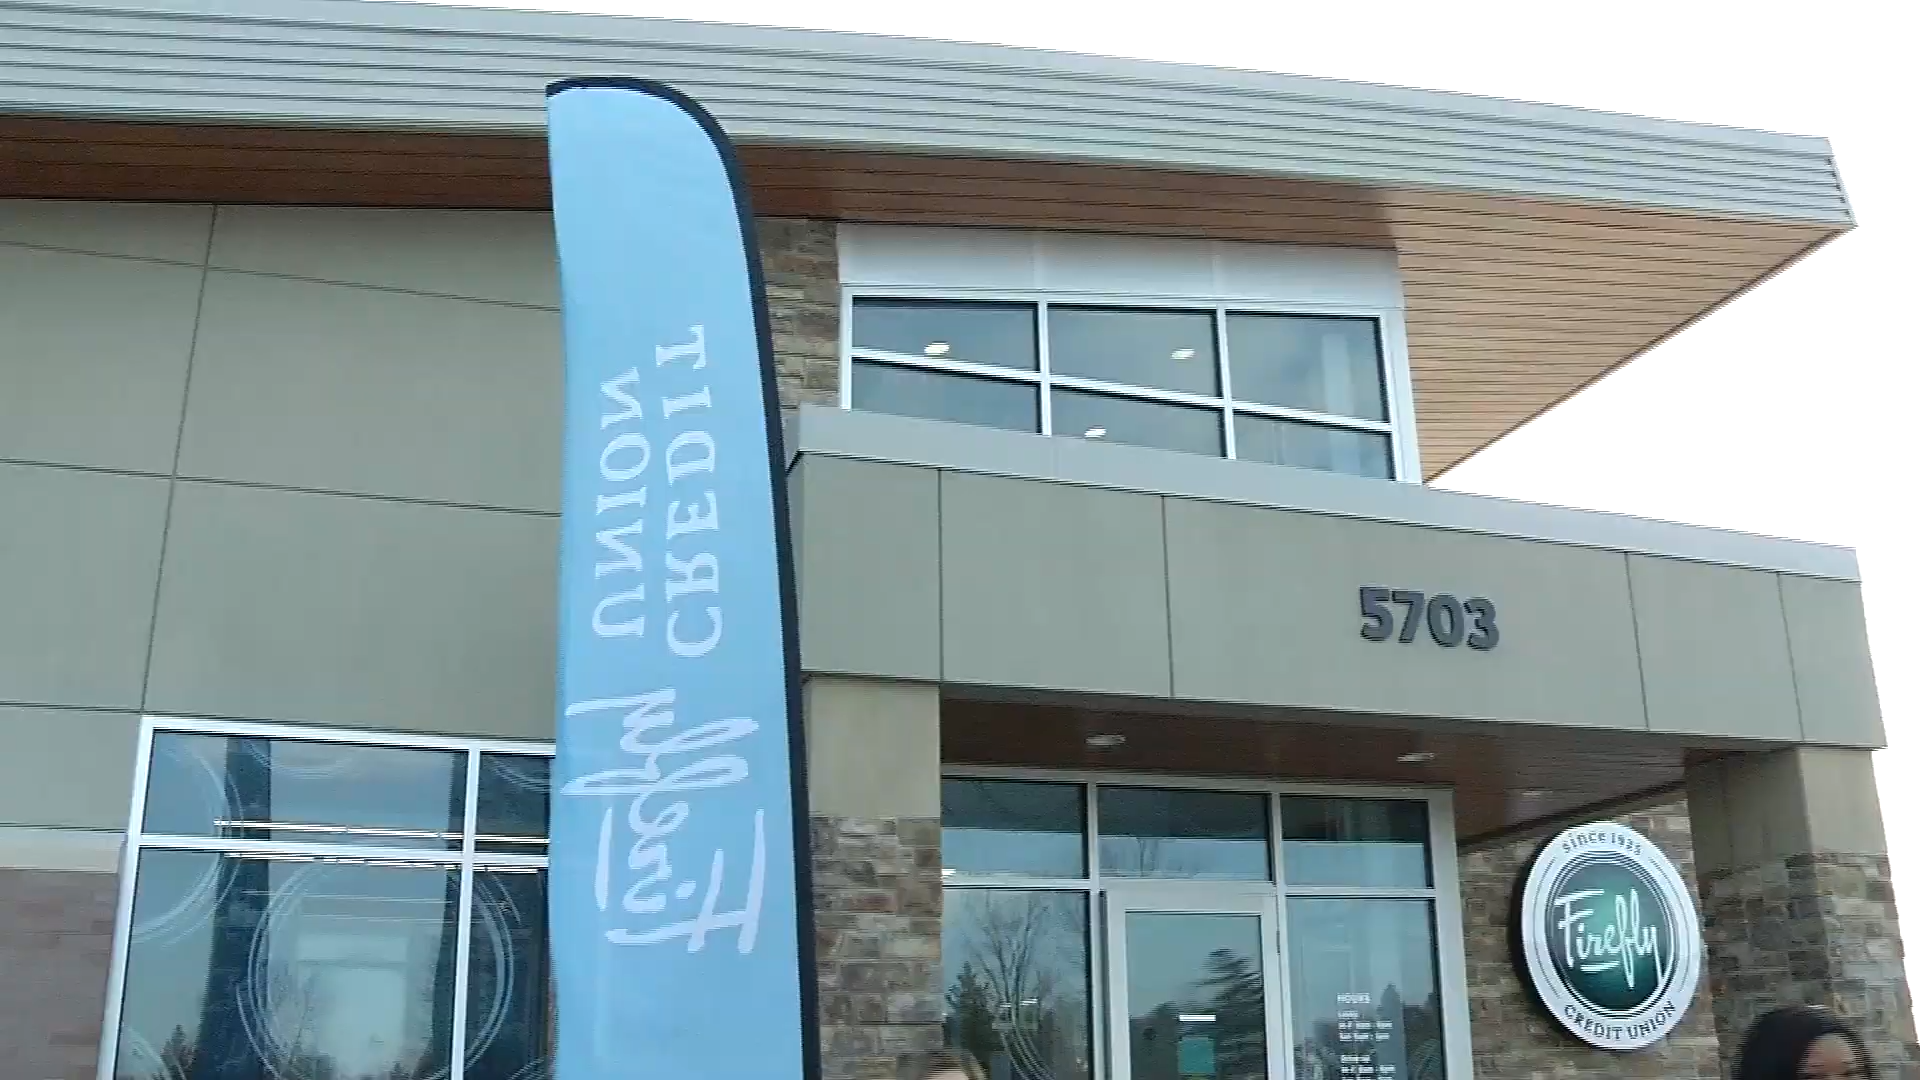 Firefly
CREDIT
UNION
5703
since 1935
Firefly
CREDIT UNION
HOURS